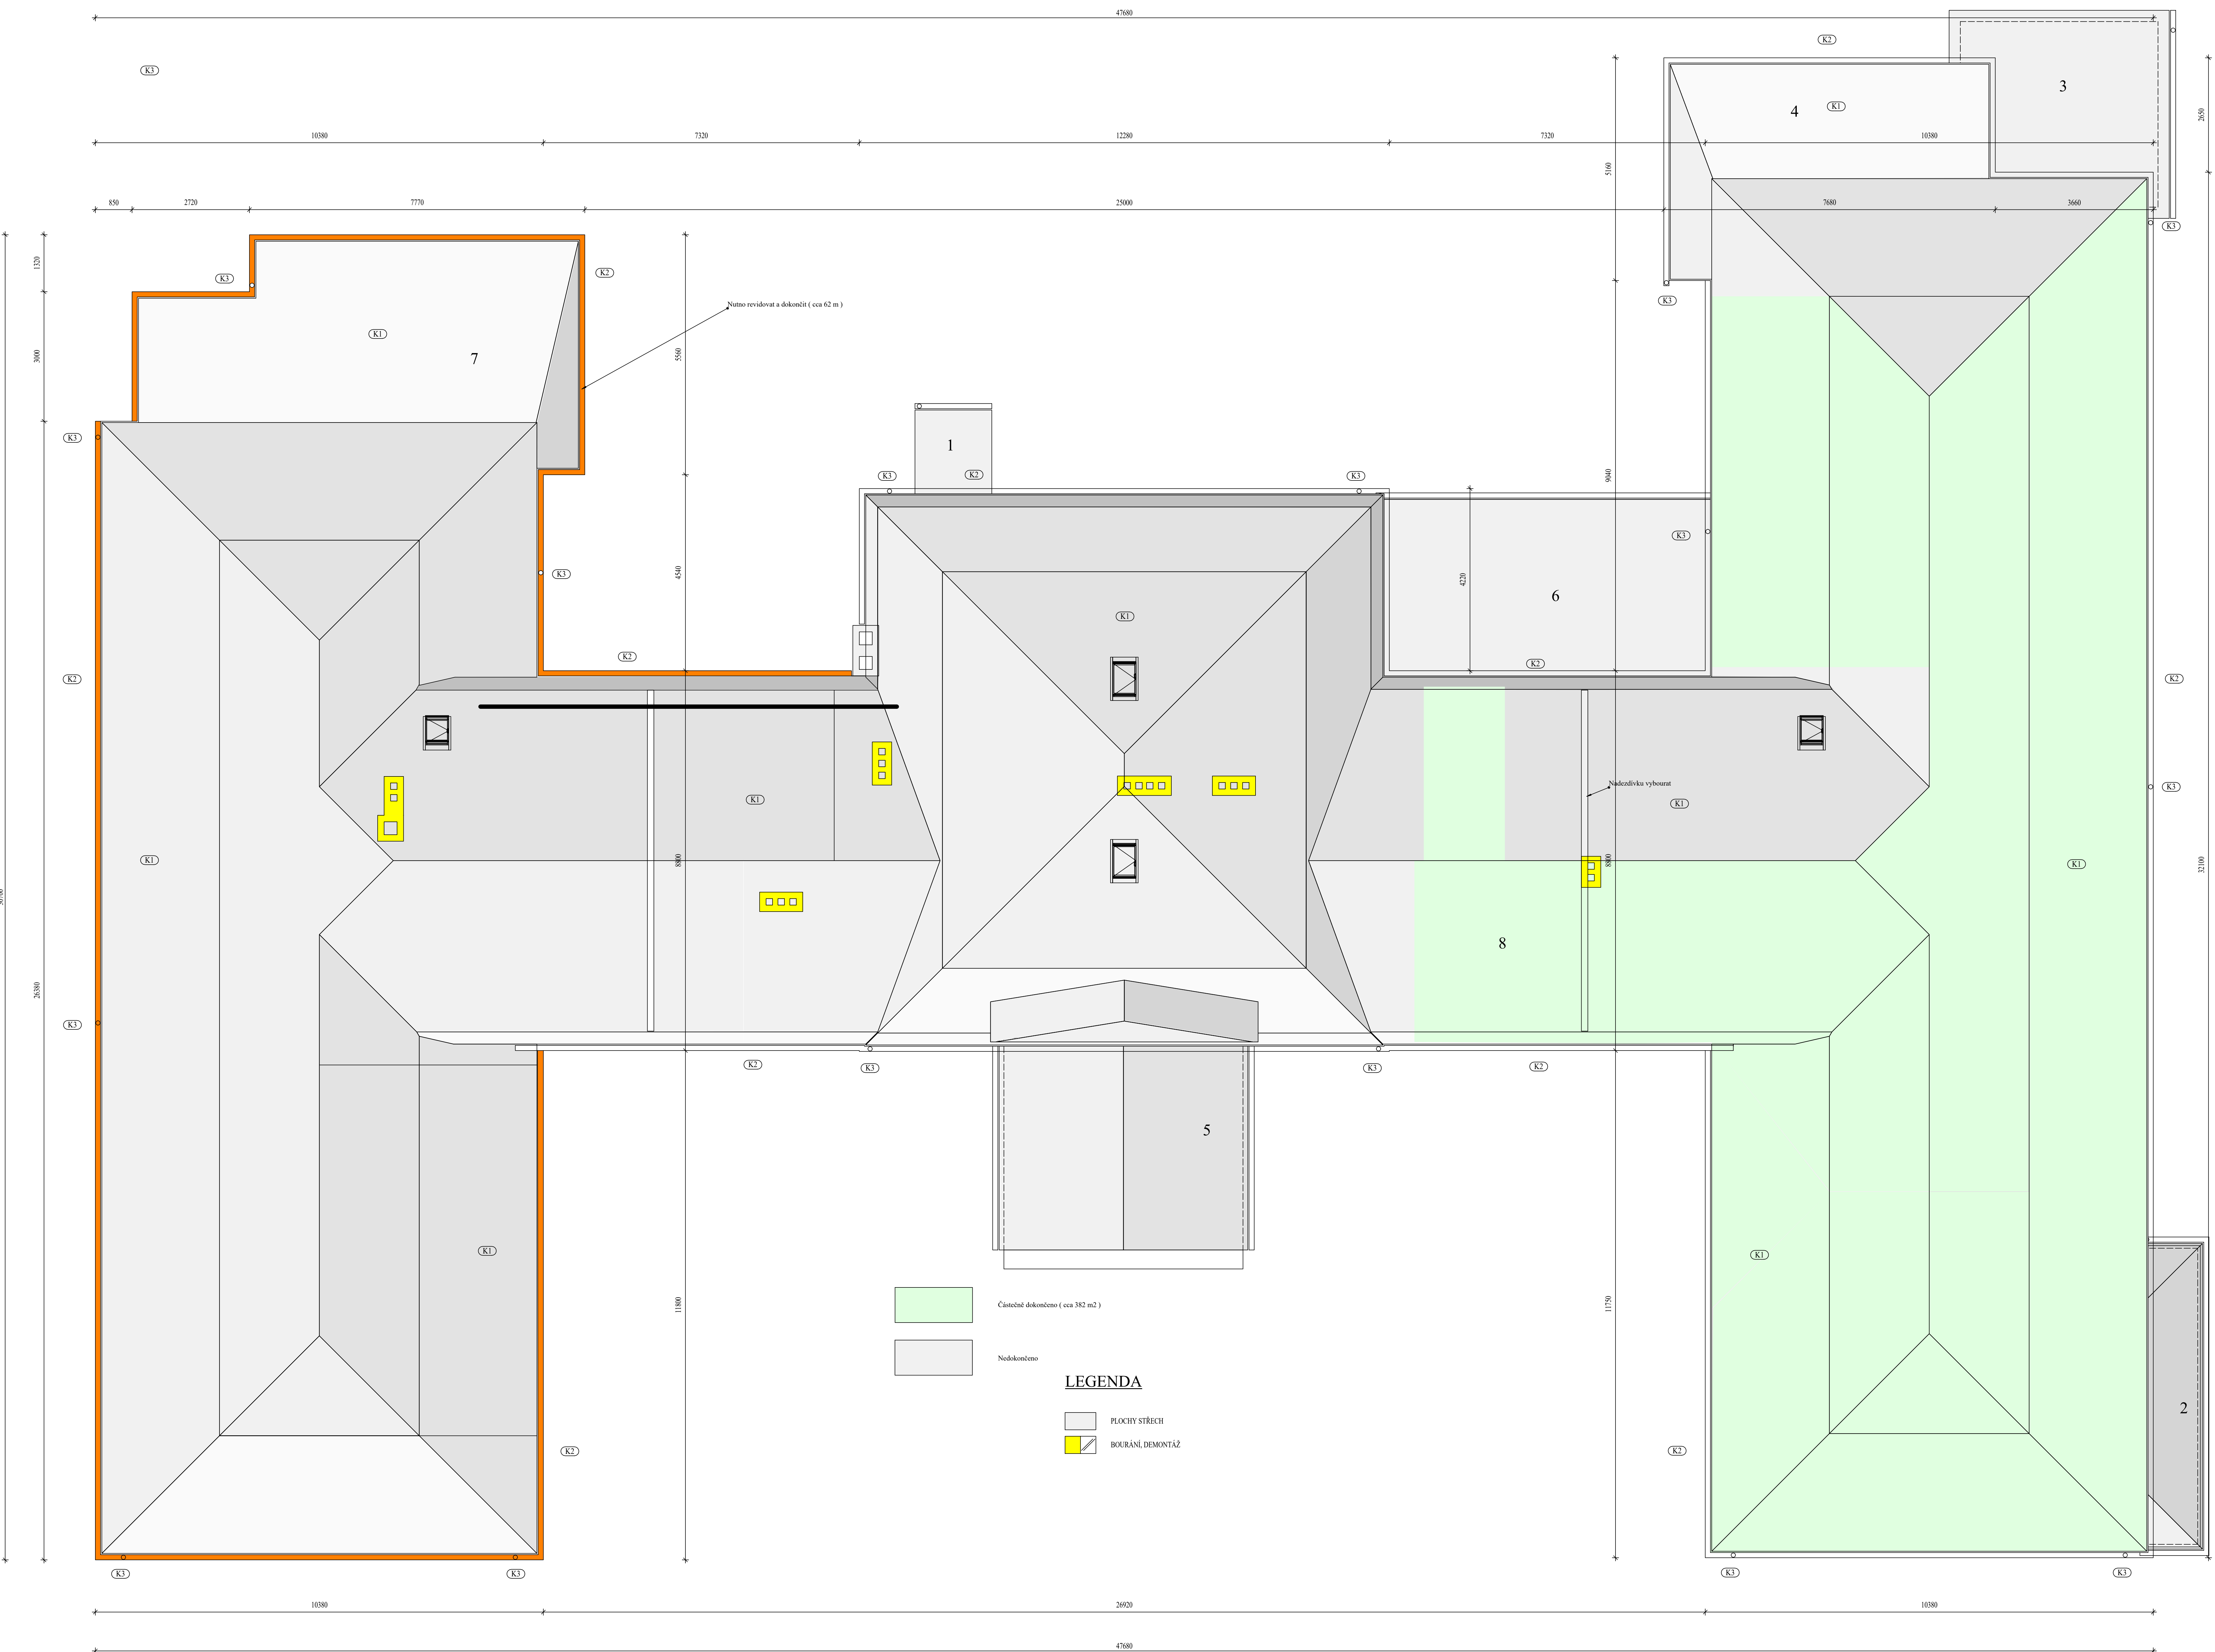 47680
K2
K3
3
4
K1
2650
10380
7320
12280
7320
10380
5160
850
2720
7770
25000
7680
3660
K3
1320
K3
K2
K3
Nutno revidovat a dokončit ( cca 62 m )
K1
3000
7
5560
K3
1
K3
K2
K3
9040
K3
K3
4540
4220
6
K1
K2
K2
K2
K2
K3
Nadezdívku vybourat
K1
K1
K1
8800
8800
K1
32100
8
26380
K3
K2
K3
K3
K2
5
K1
K1
11800
11750
Částečně dokončeno ( cca 382 m2 )
Nedokončeno
LEGENDA
PLOCHY STŘECH
BOURÁNÍ, DEMONTÁŽ
2
K2
K2
K3
K3
K3
K3
10380
26920
10380
47680